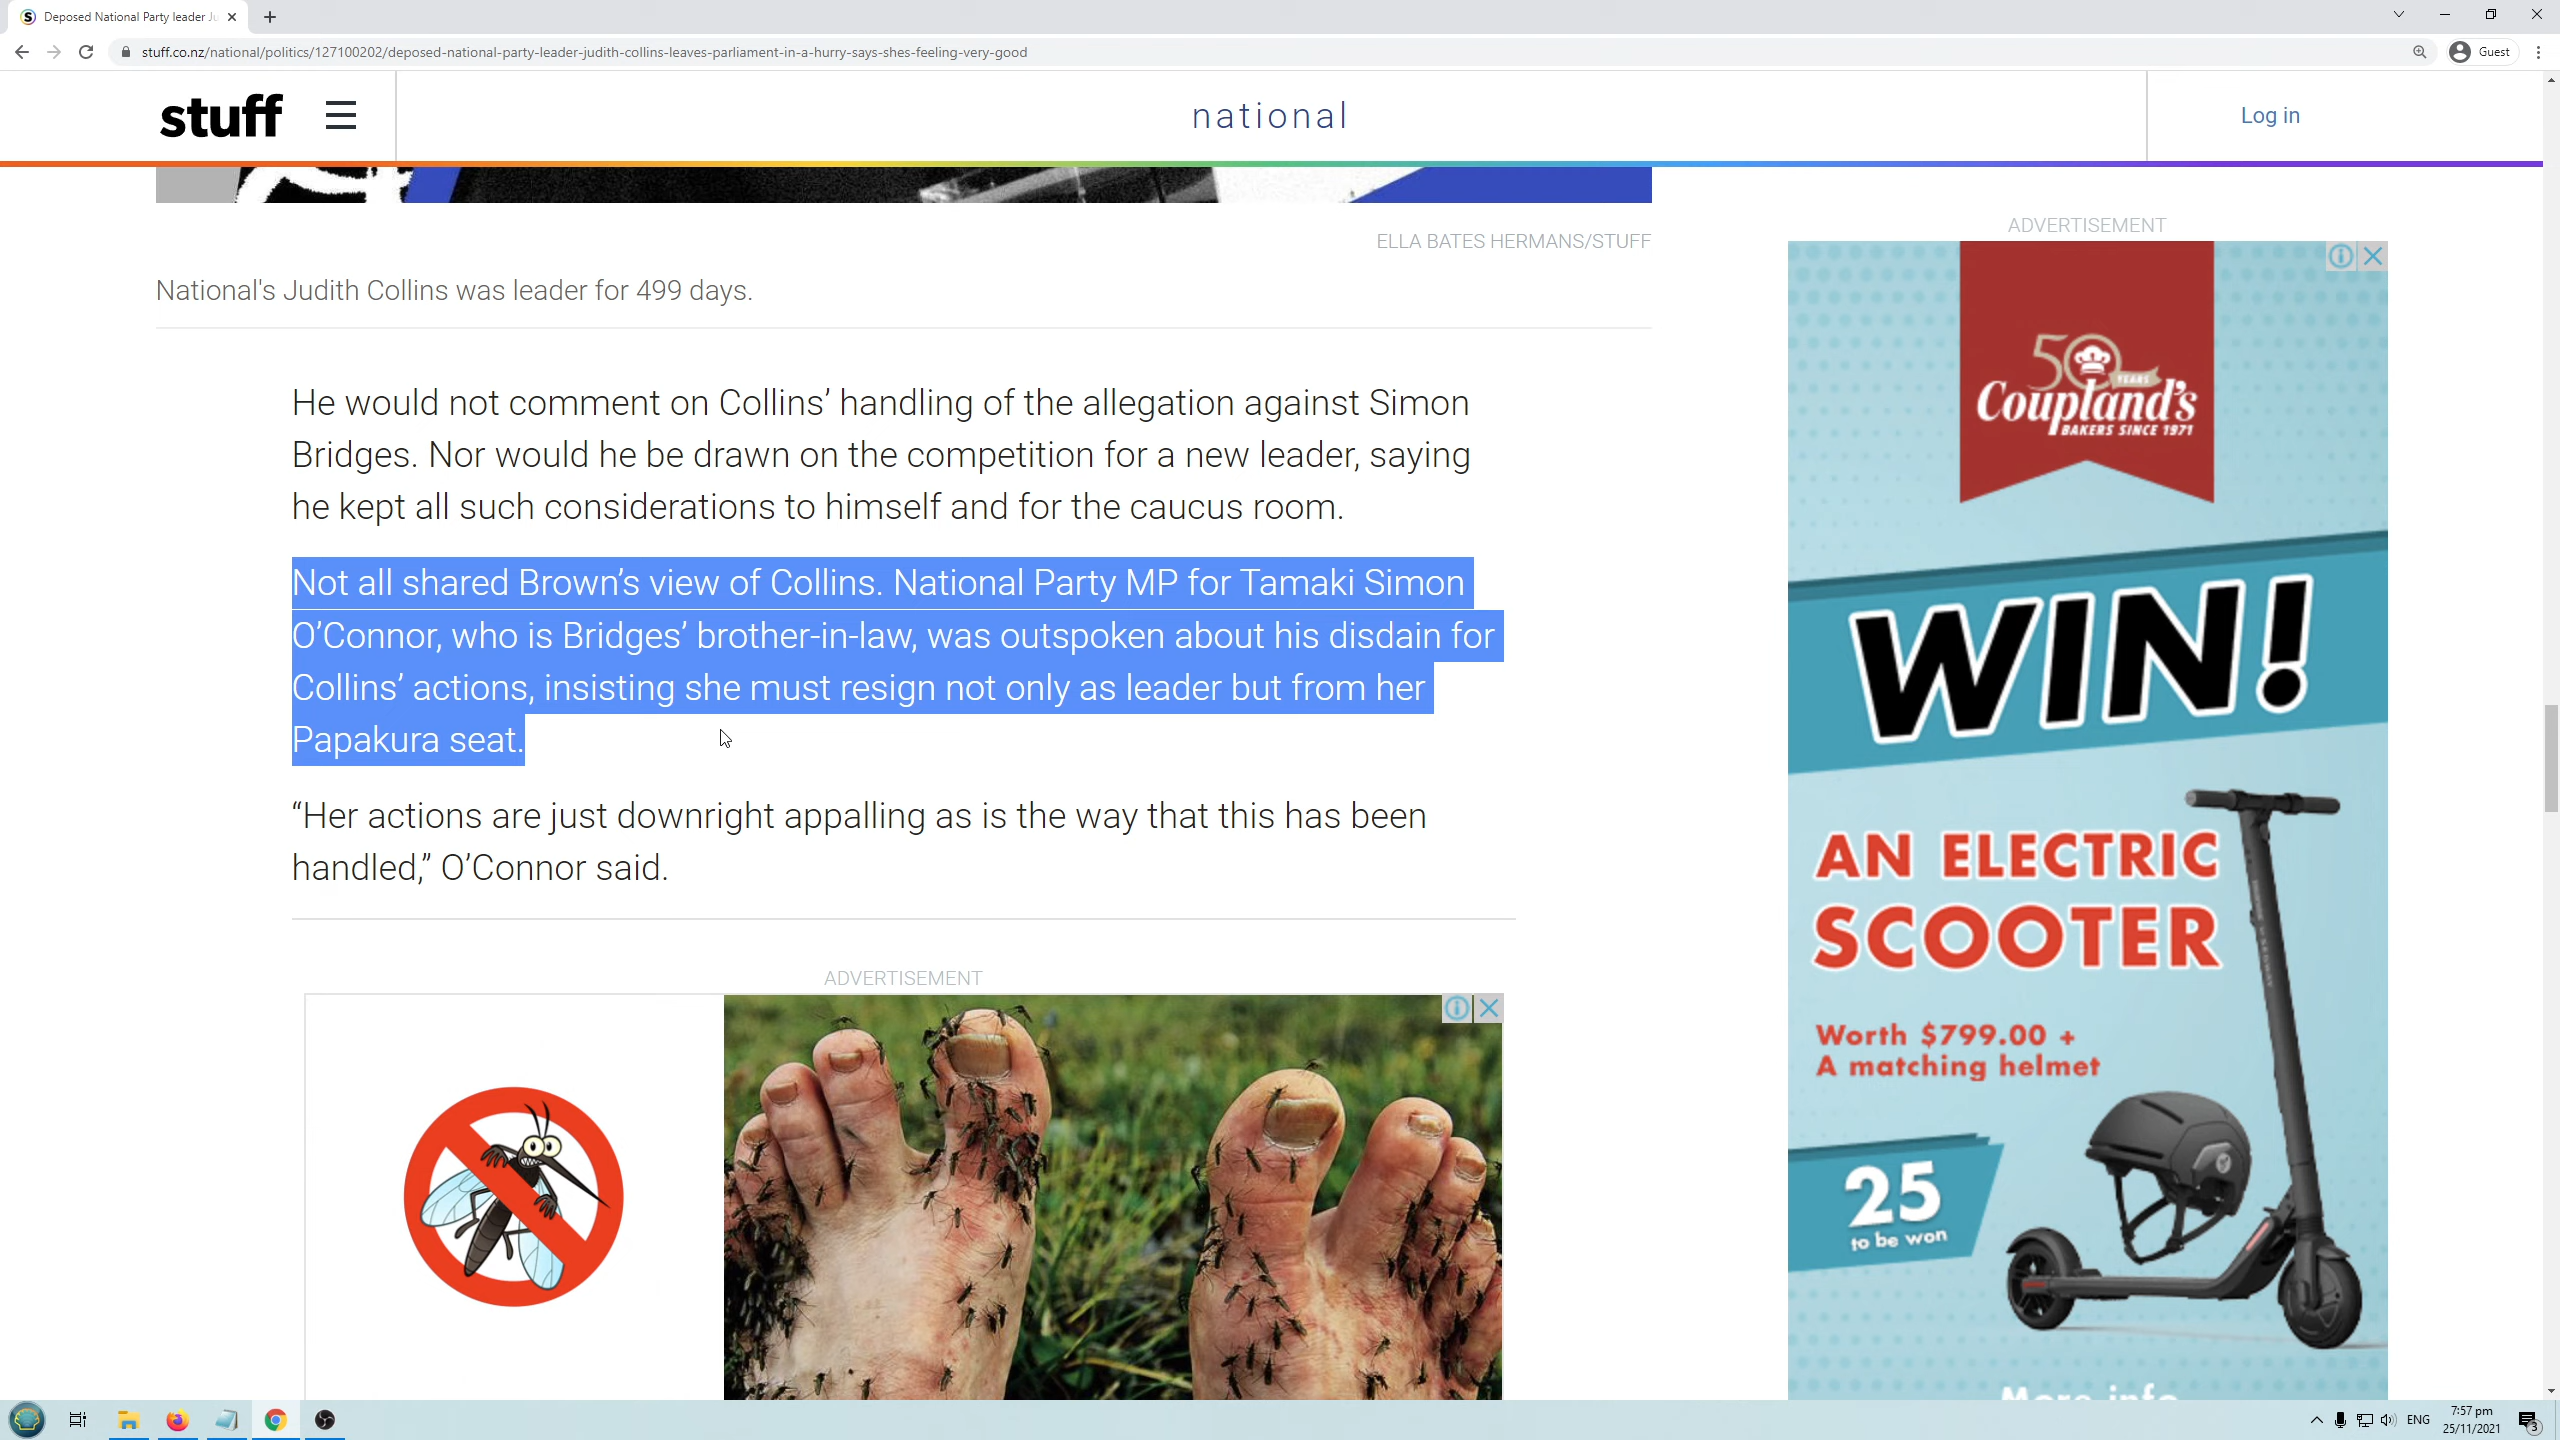 Deposed National Party leader Ju
stuff.co.nz/national/politics/127100202/deposed-national-party-leader-judith-collins-leaves-parliament-in-a-hurry-says-shes-feeling-very-good
Guest
stuff
national
Log in
ELLA BATES HERMANS/STUFF
National's Judith Collins was leader for 499 days.
He would not comment on Collins’ handling of the allegation against Simon
Bridges. Nor would he be drawn on the competition for a new leader, saying
he kept all such considerations to himself and for the caucus room.
Not all shared Brown’s view of Collins. National Party MP for Tamaki Simon
O’Connor, who is Bridges’ brother-in-law, was outspoken about his disdain for
Collins’ actions, insisting she must resign not only as leader but from her
Papakura seat.
“Her actions are just downright appalling as is the way that this has been
handled,” O’Connor said.
ADVERTISEMENT
ADVERTISEMENT
50
YEARS
Coupland's
BAKERS SINCE 1971
WIN!
AN ELECTRIC
SCOOTER
Worth $799.00 +
A matching helmet
25
to be won
More info
ENG
7:57 pm
25/11/2021
3